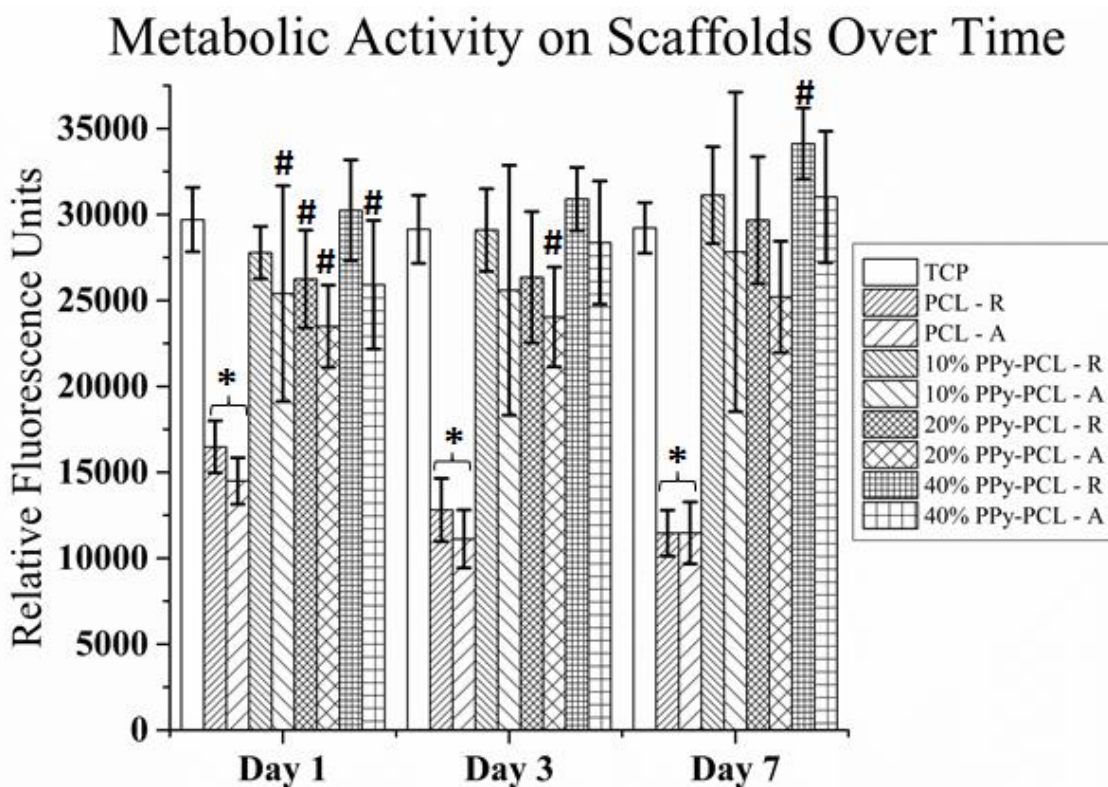 Metabolic Activity on Scaffolds Over Time
Relative Fluorescence Units
35000
30000
25000
20000
15000
10000
5000
0
#
#
#
#
*
#
*
#
*
Day 1
Day 3
Day 7
TCP
PCL - R
PCL - A
10% PPy-PCL - R
10% PPy-PCL - A
20% PPy-PCL - R
20% PPy-PCL - A
40% PPy-PCL - R
40% PPy-PCL - A